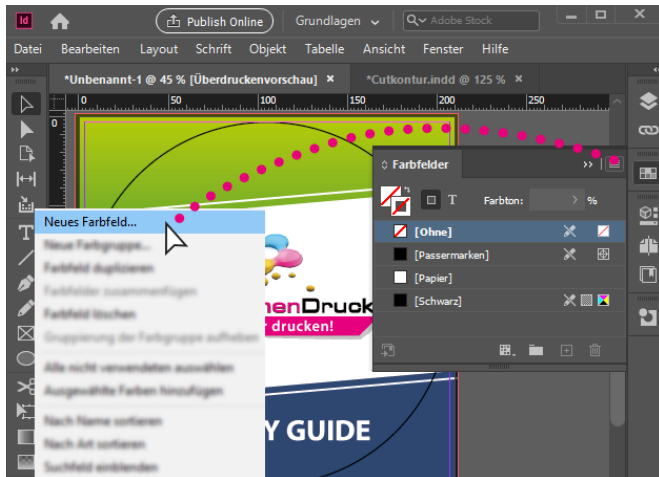 Id
Publish Online
Grundlagen
Adobe Stock
Datei Bearbeiten Layout Schrift Objekt Tabelle Ansicht Fenster Hilfe
*Unbenannt-1 @ 45 % [Überdruckenvorschau] × *Cutkontur.indd @ 125 % ×
0 50 100 150 200 250
0
Farbfelder
T Farbton: > %
[Ohne]
[Passermarken]
[Papier]
[Schwarz]
Neues Farbfeld...
Neue Farbgruppe...
Farbfeld duplizieren
Farbfelder zusammenfügen
Farbfeld löschen
Gruppierung der Farbgruppe aufheben
Alle nicht verwendeten auswählen
Ausgewählte Farben hinzufügen
Nach Name sortieren
Nach Art sortieren
Suchfeld einblenden
enDruck
drucken!
Y GUIDE